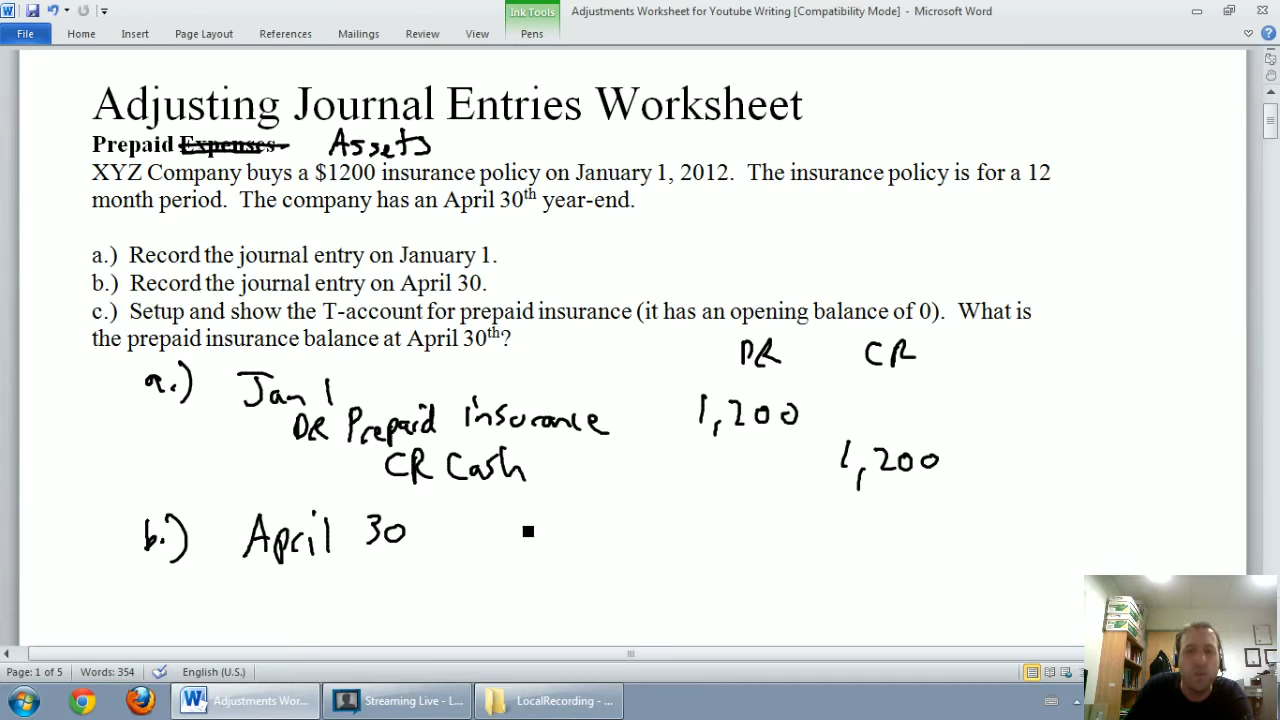 Ink Tools
Adjustments Worksheet for Youtube Writing [Compatibility Mode] - Microsoft Word
File Home Insert Page Layout References Mailings Review View Pens
Adjusting Journal Entries Worksheet
Prepaid Expenses Assets
XYZ Company buys a $1200 insurance policy on January 1, 2012. The insurance policy is for a 12
month period. The company has an April 30th year-end.
a.) Record the journal entry on January 1.
b.) Record the journal entry on April 30.
c.) Setup and show the T-account for prepaid insurance (it has an opening balance of 0). What is
the prepaid insurance balance at April 30th?
DR CR
a.) Jan 1
DR Prepaid insurance 1,200
CR Cash 1,200
b.) April 30
Page: 1 of 5 Words: 354 English (U.S.)
Adjustments Wor... Streaming Live - L... LocalRecording - ...